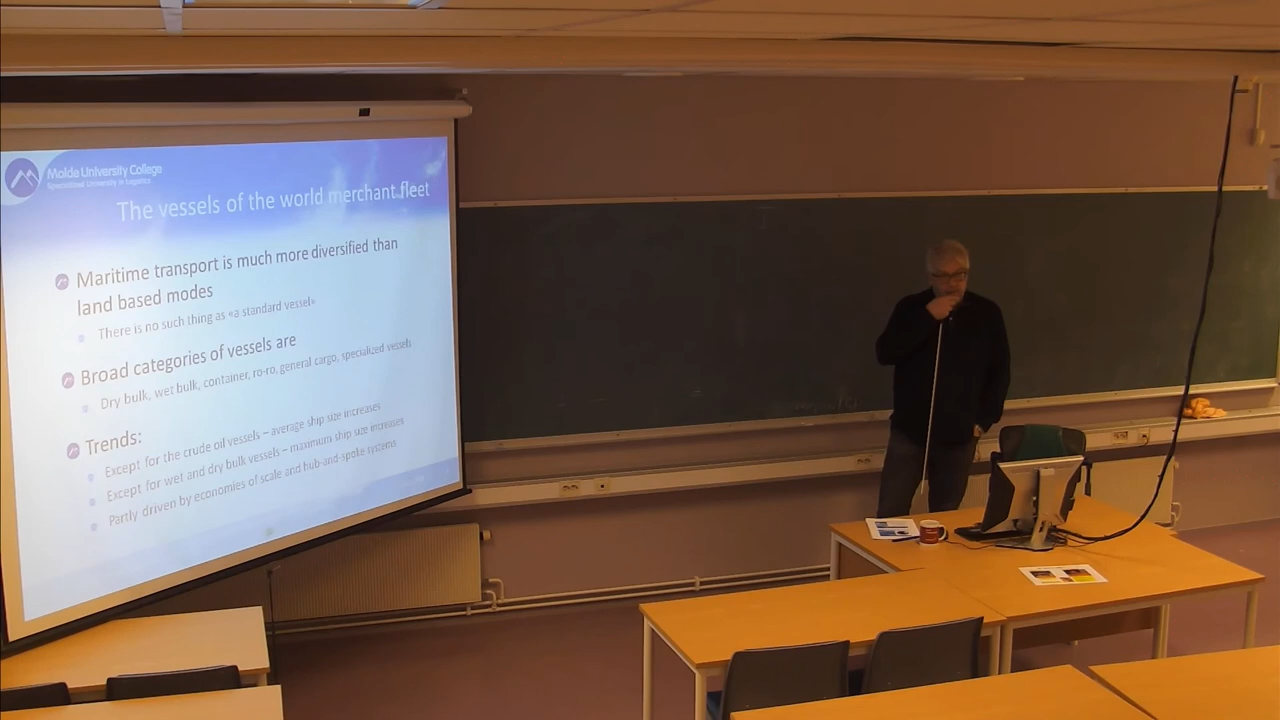 Molde University College
Specialized University in Logistics
The vessels of the world merchant fleet
Maritime transport is much more diversified than
land based modes
There is no such thing as «a standard vessel»
Broad categories of vessels are
Dry bulk, wet bulk, container, ro-ro, general cargo, specialized vessels
Trends:
Except for the crude oil vessels – average ship size increases
Except for wet and dry bulk vessels – maximum ship size increases
Partly driven by economies of scale and hub-and-spoke systems